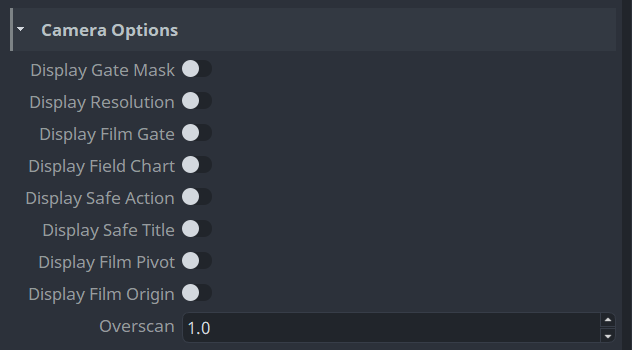 Camera Options
Display Gate Mask
Display Resolution
Display Film Gate
Display Field Chart
Display Safe Action
Display Safe Title
Display Film Pivot
Display Film Origin
Overscan 1.0